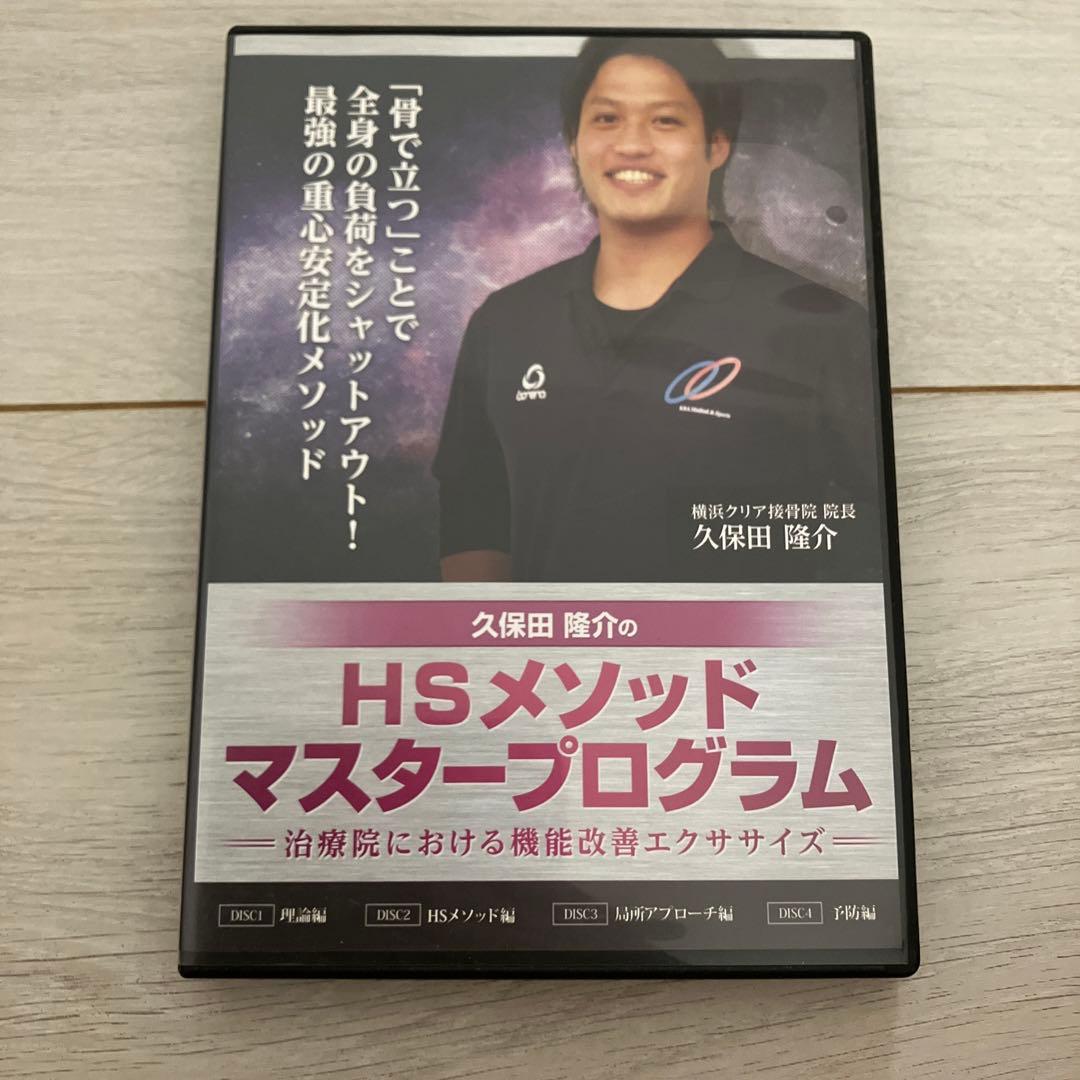 「骨で立つ」ことで
全身の負荷をシャットアウト！
最強の重心安定化メソッド
横浜クリア接骨院 院長
久保田 隆介
久保田 隆介の
HSメソッド
マスタープログラム
治療院における機能改善エクササイズ
DISC1 理論編 DISC2 HSメソッド編 DISC3 局所アプローチ編 DISC4 予防編